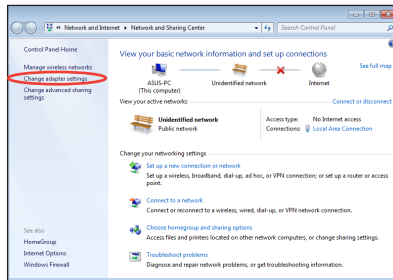 « Network and Internet ▸ Network and Sharing Center
Search Control Panel
Control Panel Home
Manage wireless networks
Change adapter settings
Change advanced sharing
settings
See also
HomeGroup
Internet Options
Windows Firewall
View your basic network information and set up connections
See full map
ASUS-PC
(This computer)
Unidentified network
Internet
View your active networks
Connect or disconnect
Unidentified network
Public network
Access type: No Internet access
Connections: Local Area Connection
Change your networking settings
Set up a new connection or network
Set up a wireless, broadband, dial-up, ad hoc, or VPN connection; or set up a router or access
point.
Connect to a network
Connect or reconnect to a wireless, wired, dial-up, or VPN network connection.
Choose homegroup and sharing options
Access files and printers located on other network computers, or change sharing settings.
Troubleshoot problems
Diagnose and repair network problems, or get troubleshooting information.